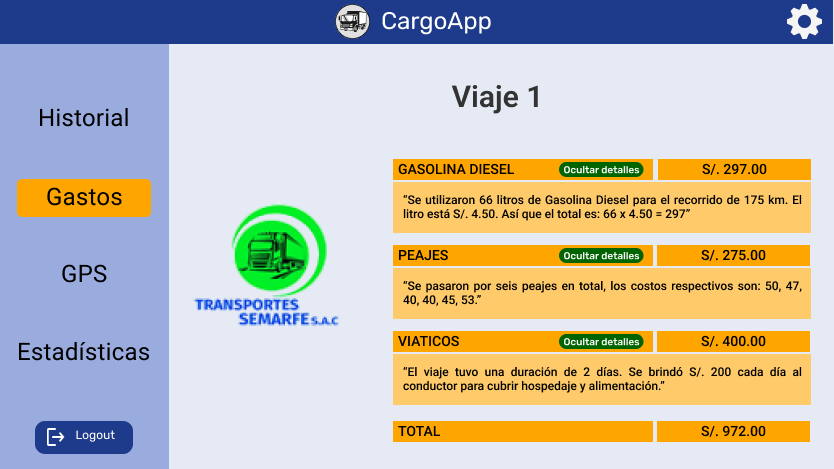 CargoApp
Historial
Gastos
GPS
Estadísticas
Logout
Viaje 1
TRANSPORTES
SEMARFE S.A.C
GASOLINA DIESEL Ocultar detalles S/. 297.00
“Se utilizaron 66 litros de Gasolina Diesel para el recorrido de 175 km. El
litro está S/. 4.50. Así que el total es: 66 x 4.50 = 297”
PEAJES Ocultar detalles S/. 275.00
“Se pasaron por seis peajes en total, los costos respectivos son: 50, 47,
40, 40, 45, 53.”
VIATICOS Ocultar detalles S/. 400.00
“El viaje tuvo una duración de 2 días. Se brindó S/. 200 cada día al
conductor para cubrir hospedaje y alimentación.”
TOTAL S/. 972.00